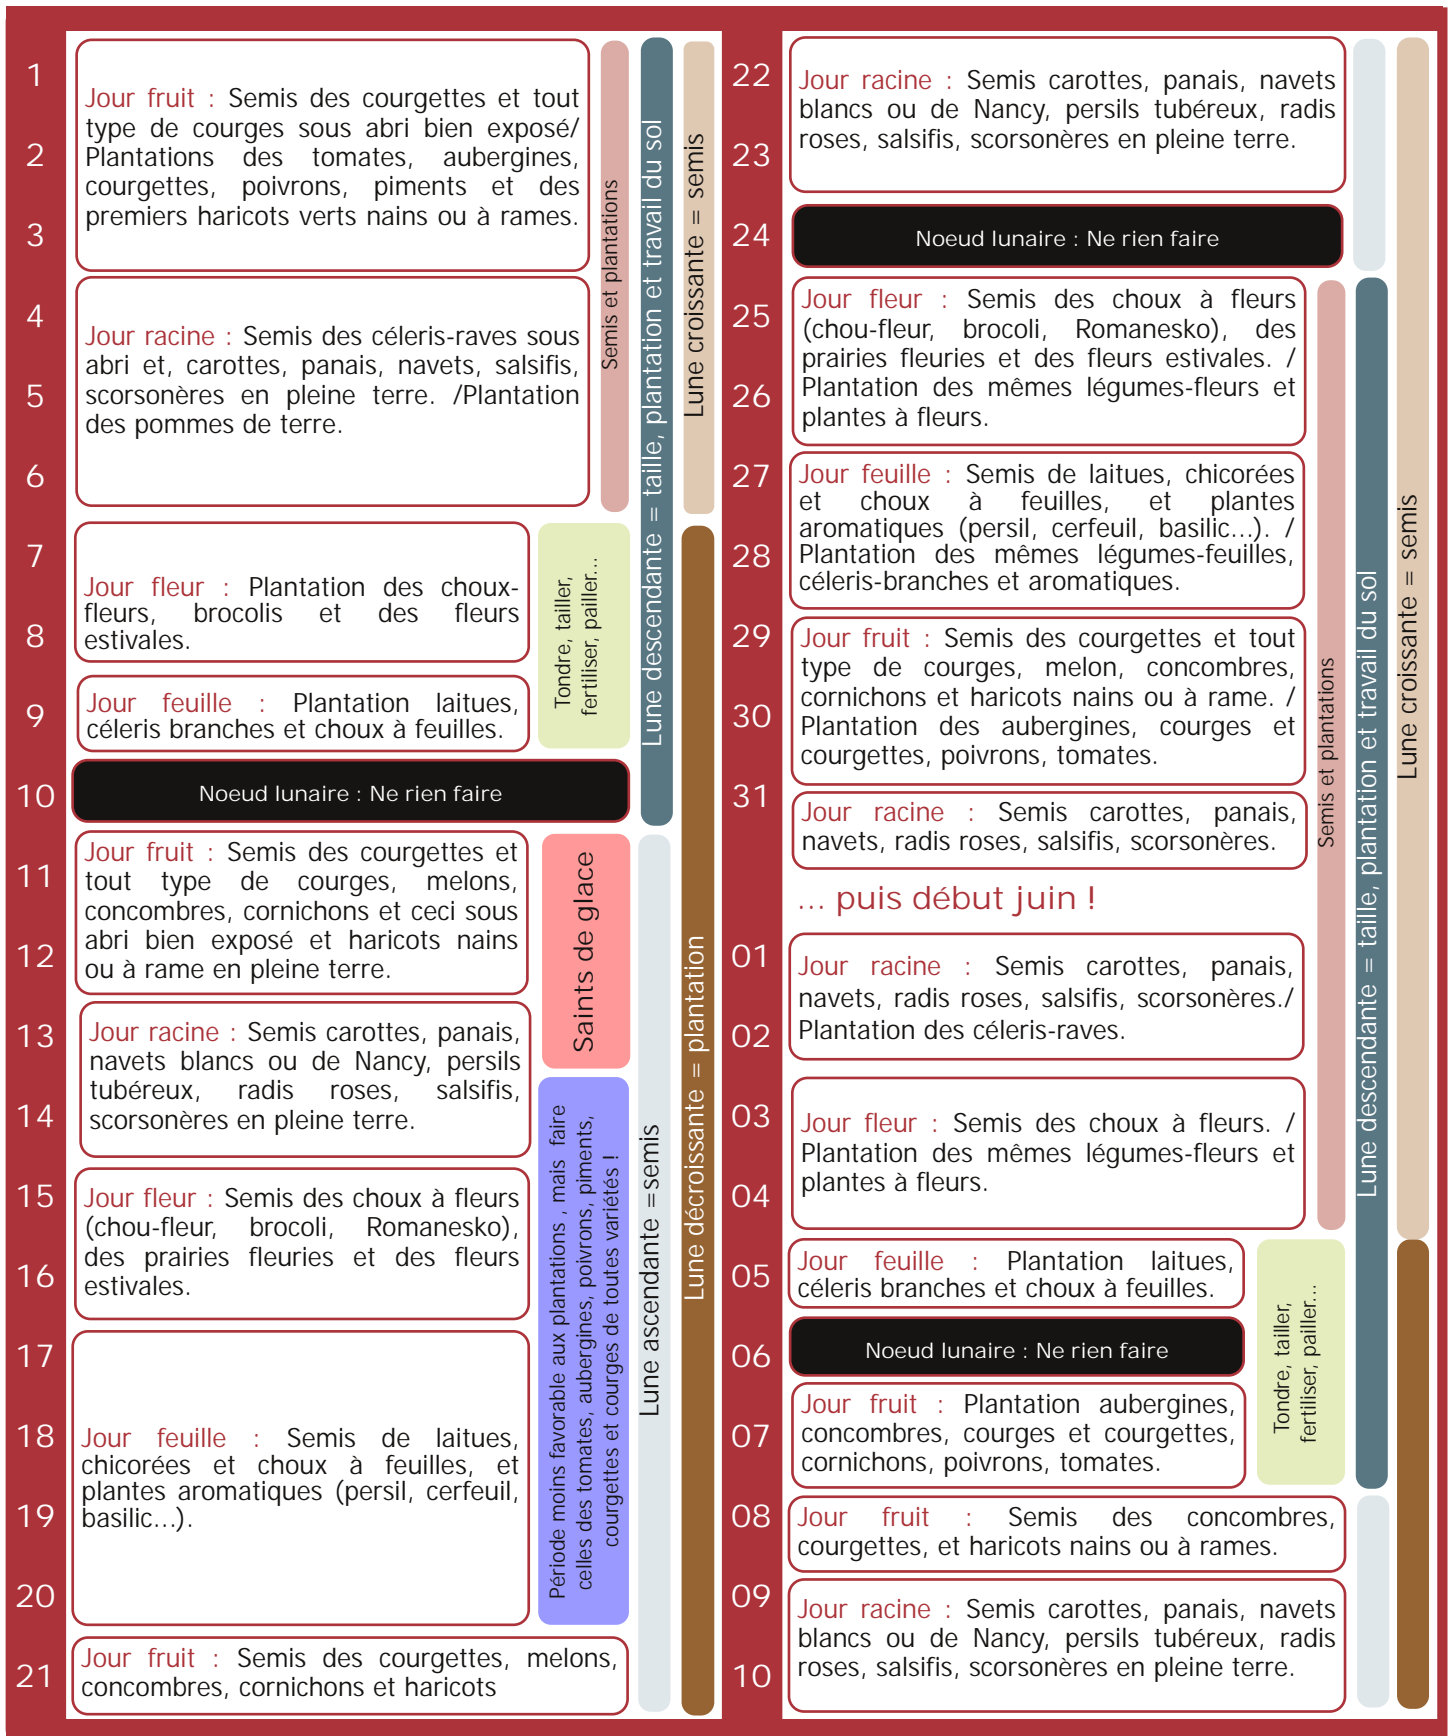 1
2
3
Jour fruit : Semis des courgettes et tout
type de courges sous abri bien exposé/
Plantations des tomates, aubergines,
courgettes, poivrons, piments et des
premiers haricots verts nains ou à rames.
4
5
6
Jour racine : Semis des céleris-raves sous
abri et, carottes, panais, navets, salsifis,
scorsonères en pleine terre. /Plantation
des pommes de terre.
Semis et plantations
7
8
Jour fleur : Plantation des choux-
fleurs, brocolis et des fleurs
estivales.
9
Jour feuille : Plantation laitues,
céleris branches et choux à feuilles.
Tondre, tailler,
fertiliser, pailler...
10
Noeud lunaire : Ne rien faire
Lune descendante = taille, plantation et travail du sol
Lune croissante = semis
11
12
Jour fruit : Semis des courgettes et
tout type de courges, melons,
concombres, cornichons et ceci sous
abri bien exposé et haricots nains
ou à rame en pleine terre.
Saints de glace
13
14
Jour racine : Semis carottes, panais,
navets blancs ou de Nancy, persils
tubéreux, radis roses, salsifis,
scorsonères en pleine terre.
15
16
Jour fleur : Semis des choux à fleurs
(chou-fleur, brocoli, Romanesko),
des prairies fleuries et des fleurs
estivales.
17
18
19
20
Jour feuille : Semis de laitues,
chicorées et choux à feuilles, et
plantes aromatiques (persil, cerfeuil,
basilic...).
Période moins favorable aux plantations , mais faire
celles des tomates, aubergines, poivrons, piments,
courgettes et courges de toutes variétés !
21
Jour fruit : Semis des courgettes, melons,
concombres, cornichons et haricots
Lune ascendante =semis
Lune décroissante = plantation
22
23
Jour racine : Semis carottes, panais, navets
blancs ou de Nancy, persils tubéreux, radis
roses, salsifis, scorsonères en pleine terre.
24
Noeud lunaire : Ne rien faire
25
26
Jour fleur : Semis des choux à fleurs
(chou-fleur, brocoli, Romanesko), des
prairies fleuries et des fleurs estivales. /
Plantation des mêmes légumes-fleurs et
plantes à fleurs.
27
28
Jour feuille : Semis de laitues, chicorées
et choux à feuilles, et plantes
aromatiques (persil, cerfeuil, basilic...). /
Plantation des mêmes légumes-feuilles,
céleris-branches et aromatiques.
29
30
Jour fruit : Semis des courgettes et tout
type de courges, melon, concombres,
cornichons et haricots nains ou à rame. /
Plantation des aubergines, courges et
courgettes, poivrons, tomates.
31
Jour racine : Semis carottes, panais,
navets, radis roses, salsifis, scorsonères.
... puis début juin !
01
02
Jour racine : Semis carottes, panais,
navets, radis roses, salsifis, scorsonères./
Plantation des céleris-raves.
03
04
Jour fleur : Semis des choux à fleurs. /
Plantation des mêmes légumes-fleurs et
plantes à fleurs.
Semis et plantations
Lune descendante = taille, plantation et travail du sol
Lune croissante = semis
05
Jour feuille : Plantation laitues,
céleris branches et choux à feuilles.
06
Noeud lunaire : Ne rien faire
07
Jour fruit : Plantation aubergines,
concombres, courges et courgettes,
cornichons, poivrons, tomates.
Tondre, tailler,
fertiliser, pailler...
08
Jour fruit : Semis des concombres,
courgettes, et haricots nains ou à rames.
09
10
Jour racine : Semis carottes, panais, navets
blancs ou de Nancy, persils tubéreux, radis
roses, salsifis, scorsonères en pleine terre.